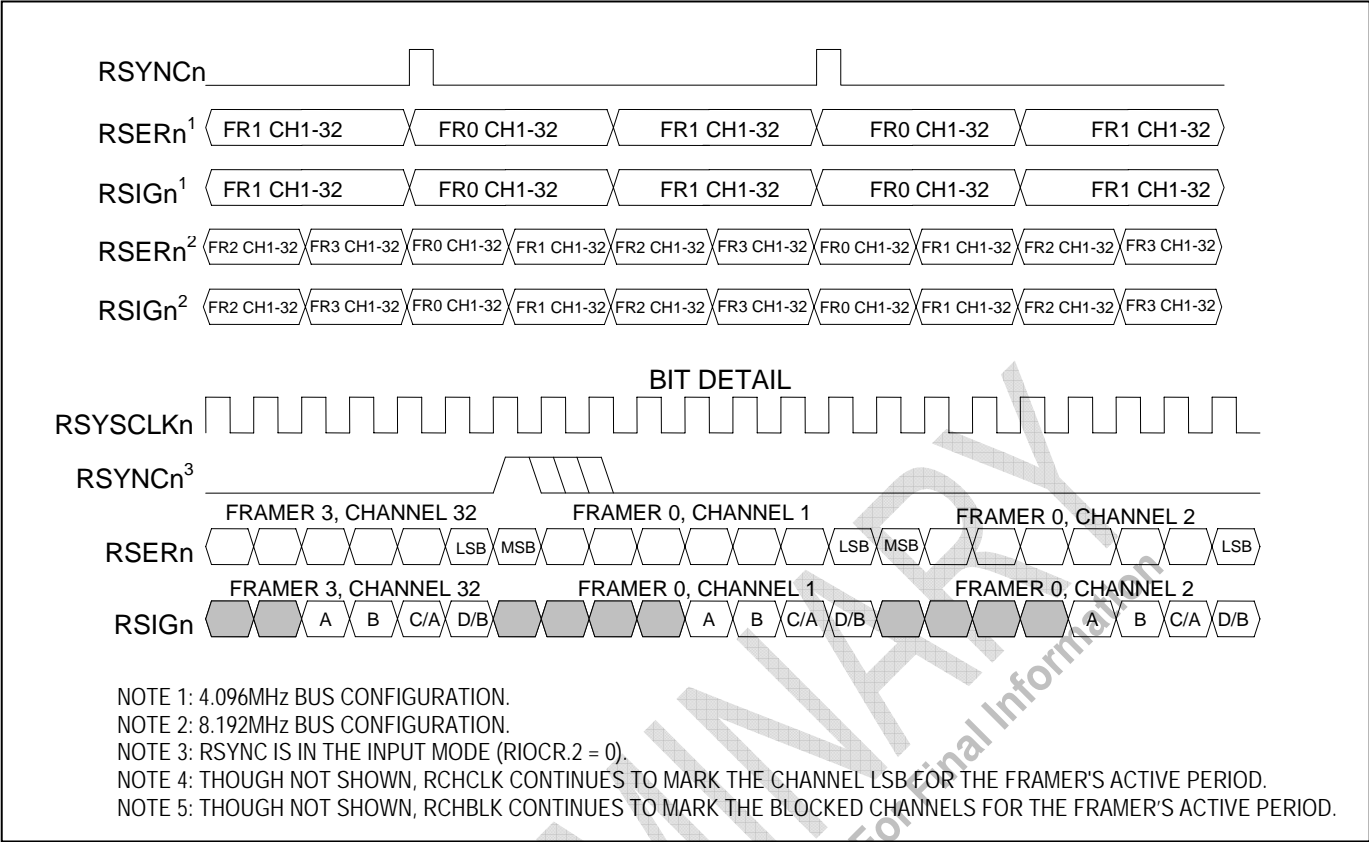 RSYNCn
RSERn1 FR1 CH1-32 FR0 CH1-32 FR1 CH1-32 FR0 CH1-32 FR1 CH1-32
RSIGn1 FR1 CH1-32 FR0 CH1-32 FR1 CH1-32 FR0 CH1-32 FR1 CH1-32
RSERn2 FR2 CH1-32 FR3 CH1-32 FR0 CH1-32 FR1 CH1-32 FR2 CH1-32 FR3 CH1-32 FR0 CH1-32 FR1 CH1-32 FR2 CH1-32 FR3 CH1-32
RSIGn2 FR2 CH1-32 FR3 CH1-32 FR0 CH1-32 FR1 CH1-32 FR2 CH1-32 FR3 CH1-32 FR0 CH1-32 FR1 CH1-32 FR2 CH1-32 FR3 CH1-32
BIT DETAIL
RSYSCLKn
RSYNCn3
FRAMER 3, CHANNEL 32 FRAMER 0, CHANNEL 1 FRAMER 0, CHANNEL 2
RSERn LSB MSB LSB MSB LSB
FRAMER 3, CHANNEL 32 FRAMER 0, CHANNEL 1 FRAMER 0, CHANNEL 2
RSIGn A B C/A D/B A B C/A D/B A B C/A D/B
NOTE 1: 4.096MHz BUS CONFIGURATION.
NOTE 2: 8.192MHz BUS CONFIGURATION.
NOTE 3: RSYNC IS IN THE INPUT MODE (RIOCR.2 = 0).
NOTE 4: THOUGH NOT SHOWN, RCHCLK CONTINUES TO MARK THE CHANNEL LSB FOR THE FRAMER'S ACTIVE PERIOD.
NOTE 5: THOUGH NOT SHOWN, RCHBLK CONTINUES TO MARK THE BLOCKED CHANNELS FOR THE FRAMER’S ACTIVE PERIOD.
MINARY
For Final Information